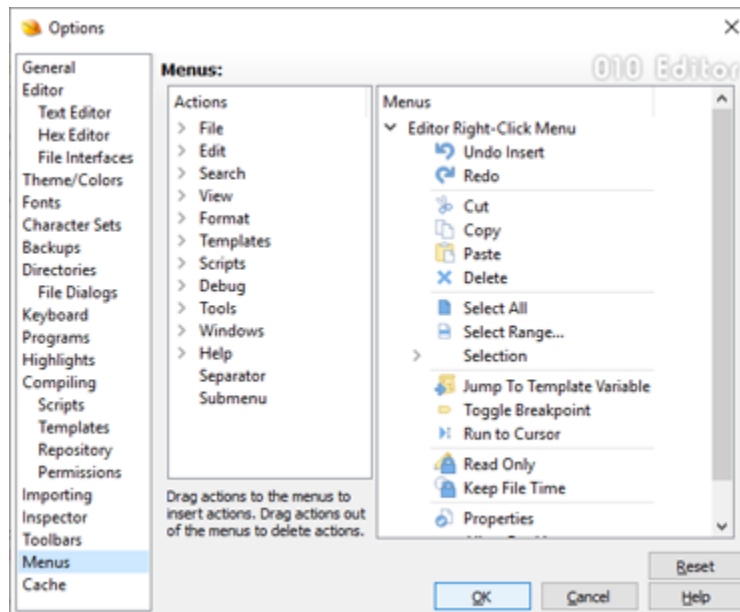 Options
General
Editor
Text Editor
Hex Editor
File Interfaces
Theme/Colors
Fonts
Character Sets
Backups
Directories
File Dialogs
Keyboard
Programs
Highlights
Compiling
Scripts
Templates
Repository
Permissions
Importing
Inspector
Toolbars
Menus
Cache
Menus:
010 Editor
Actions
File
Edit
Search
View
Format
Templates
Scripts
Debug
Tools
Windows
Help
Separator
Submenu
Drag actions to the menus to
insert actions. Drag actions out
of the menus to delete actions.
Menus
Editor Right-Click Menu
Undo Insert
Redo
Cut
Copy
Paste
Delete
Select All
Select Range...
Selection
Jump To Template Variable
Toggle Breakpoint
Run to Cursor
Read Only
Keep File Time
Properties
Reset
OK Cancel Help